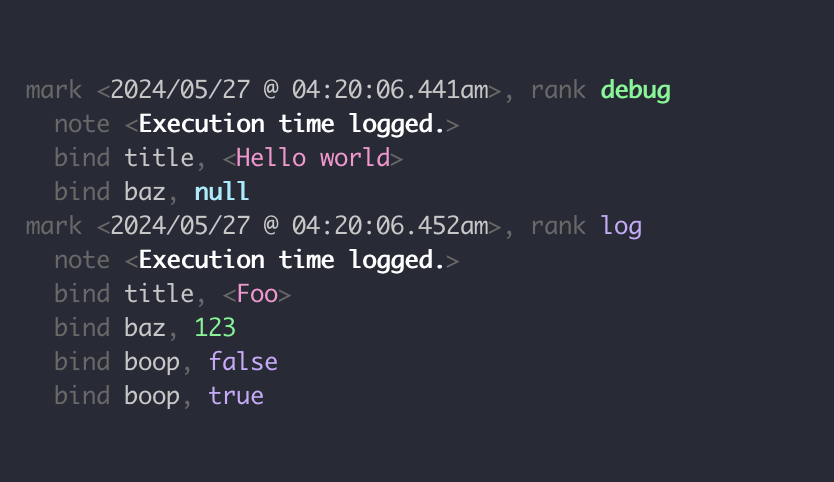 mark <2024/05/27 @ 04:20:06.441am>, rank debug
  note <Execution time logged.>
  bind title, <Hello world>
  bind baz, null
mark <2024/05/27 @ 04:20:06.452am>, rank log
  note <Execution time logged.>
  bind title, <Foo>
  bind baz, 123
  bind boop, false
  bind boop, true